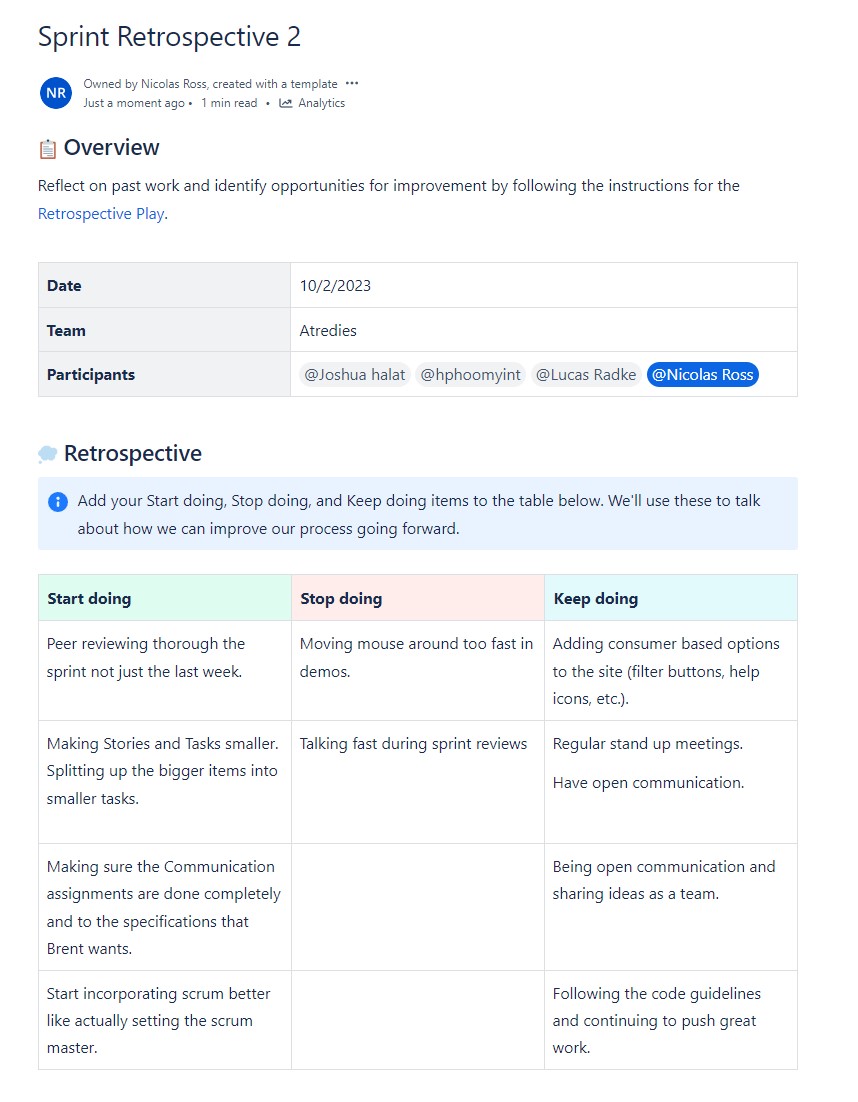 Sprint Retrospective 2
NR
Owned by Nicolas Ross, created with a template •••
Just a moment ago • 1 min read • Analytics
Overview
Reflect on past work and identify opportunities for improvement by following the instructions for the
Retrospective Play.
Date
10/2/2023
Team
Atredies
Participants
@Joshua halat @hphoomyint @Lucas Radke @Nicolas Ross
Retrospective
Add your Start doing, Stop doing, and Keep doing items to the table below. We'll use these to talk
about how we can improve our process going forward.
Start doing
Stop doing
Keep doing
Peer reviewing thorough the
sprint not just the last week.
Moving mouse around too fast in
demos.
Adding consumer based options
to the site (filter buttons, help
icons, etc.).
Making Stories and Tasks smaller.
Splitting up the bigger items into
smaller tasks.
Talking fast during sprint reviews
Regular stand up meetings.
Have open communication.
Making sure the Communication
assignments are done completely
and to the specifications that
Brent wants.
Being open communication and
sharing ideas as a team.
Start incorporating scrum better
like actually setting the scrum
master.
Following the code guidelines
and continuing to push great
work.